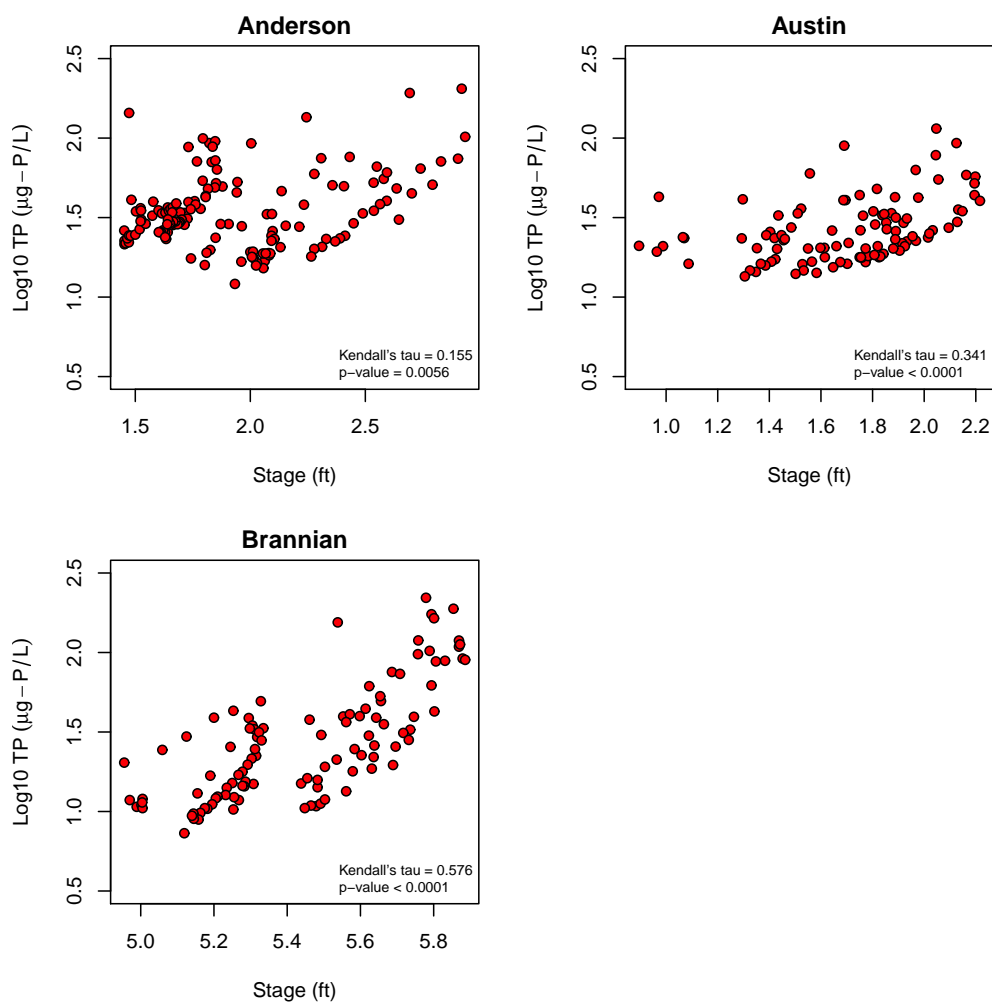 Anderson
Log10 TP (μg−P/L)
2.5
2.0
1.5
1.0
0.5
Kendall's tau = 0.155
p−value = 0.0056
1.5 2.0 2.5
Stage (ft)
Austin
Log10 TP (μg−P/L)
2.5
2.0
1.5
1.0
0.5
Kendall's tau = 0.341
p−value < 0.0001
1.0 1.2 1.4 1.6 1.8 2.0 2.2
Stage (ft)
Brannian
Log10 TP (μg−P/L)
2.5
2.0
1.5
1.0
0.5
Kendall's tau = 0.576
p−value < 0.0001
5.0 5.2 5.4 5.6 5.8
Stage (ft)